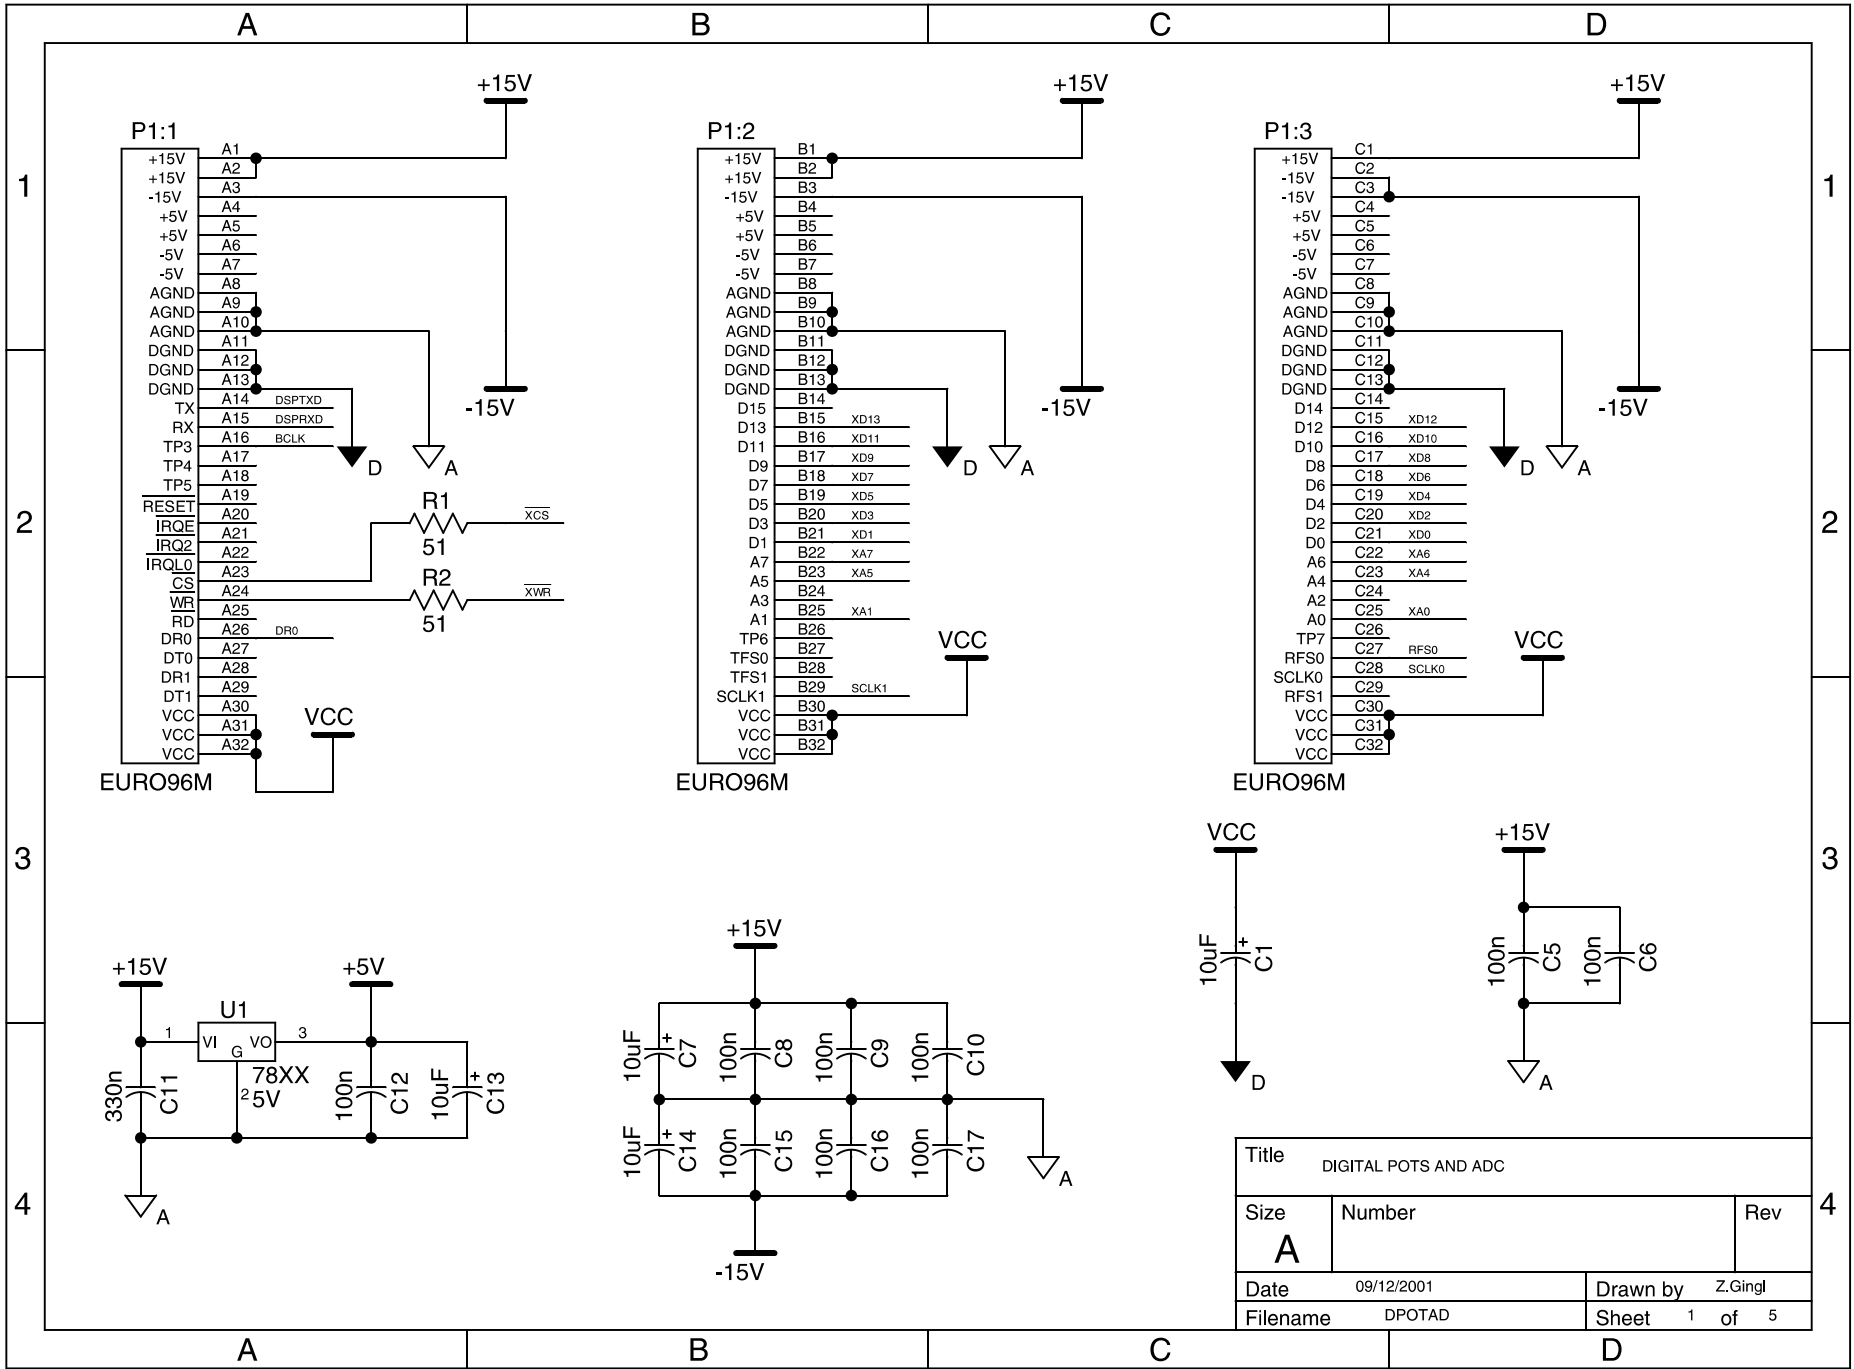 A B C D
1 1
2 2
3 3
4 4
+15V +15V +15V
P1:1
+15V A1
+15V A2
-15V A3
+5V A4
+5V A5
-5V A6
-5V A7
AGND A8
AGND A9
AGND A10
DGND A11
DGND A12
DGND A13
TX A14 DSPTXD
RX A15 DSPRXD
TP3 A16 BCLK
TP4 A17
TP5 A18
RESET A19
IRQE A20
IRQ2 A21
IRQL0 A22
CS A23
WR A24
RD A25
DR0 A26 DR0
DT0 A27
DR1 A28
DT1 A29
VCC A30
VCC A31
VCC A32
EURO96M
-15V
D A
R1
51
XCS
R2
51
XWR
VCC
P1:2
+15V B1
+15V B2
-15V B3
+5V B4
+5V B5
-5V B6
-5V B7
AGND B8
AGND B9
AGND B10
DGND B11
DGND B12
DGND B13
D15 B14
D13 B15 XD13
D11 B16 XD11
D9 B17 XD9
D7 B18 XD7
D5 B19 XD5
D3 B20 XD3
D1 B21 XD1
A7 B22 XA7
A5 B23 XA5
A3 B24
A1 B25 XA1
TP6 B26
TFS0 B27
TFS1 B28
SCLK1 B29 SCLK1
VCC B30
VCC B31
VCC B32
EURO96M
-15V
D A
VCC
P1:3
+15V C1
-15V C2
-15V C3
+5V C4
+5V C5
-5V C6
-5V C7
AGND C8
AGND C9
AGND C10
DGND C11
DGND C12
DGND C13
D14 C14
D12 C15 XD12
D10 C16 XD10
D8 C17 XD8
D6 C18 XD6
D4 C19 XD4
D2 C20 XD2
D0 C21 XD0
A6 C22 XA6
A4 C23 XA4
A2 C24
A0 C25 XA0
TP7 C26
RFS0 C27 RFS0
SCLK0 C28 SCLK0
RFS1 C29
VCC C30
VCC C31
VCC C32
EURO96M
-15V
D A
VCC
VCC
10uF + C1
D
+15V
100n C5 100n C6
A
+15V +5V
U1
1 VI VO 3
G
78XX
2 5V
330n C11 100n C12 10uF + C13
A
+15V
10uF + C7 100n C8 100n C9 100n C10
10uF + C14 100n C15 100n C16 100n C17
A
-15V
Title DIGITAL POTS AND ADC
Size Number Rev
A
Date 09/12/2001 Drawn by Z.Gingl
Filename DPOTAD Sheet 1 of 5
A B C D